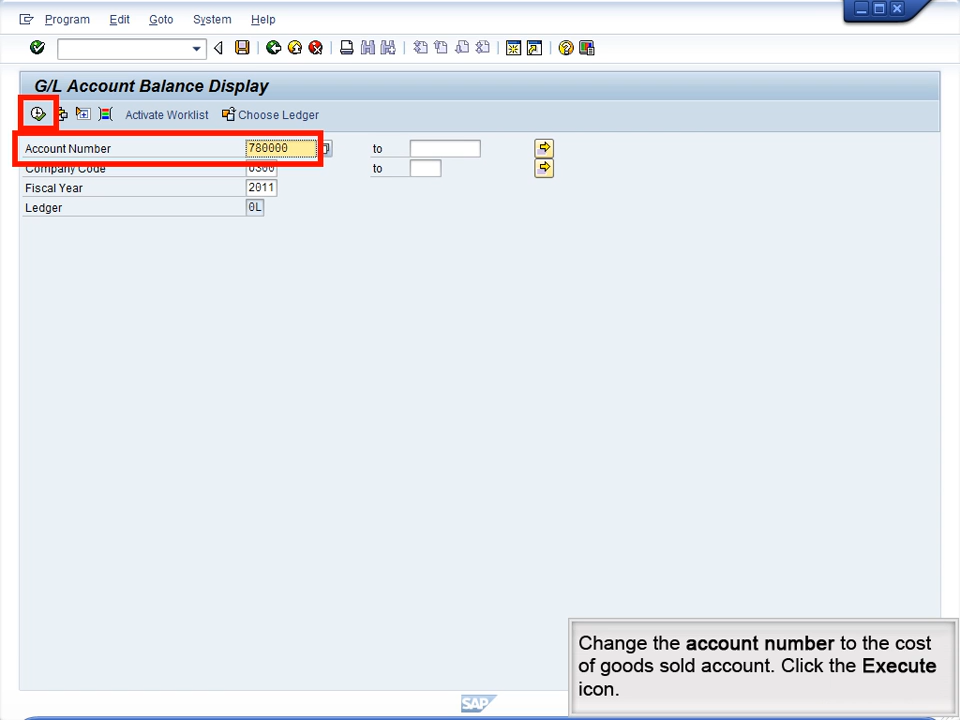 Program Edit Goto System Help
G/L Account Balance Display
Activate Worklist Choose Ledger
Account Number 780000 to
Company Code 0300 to
Fiscal Year 2011
Ledger 0L
Change the account number to the cost
of goods sold account. Click the Execute
icon.
SAP